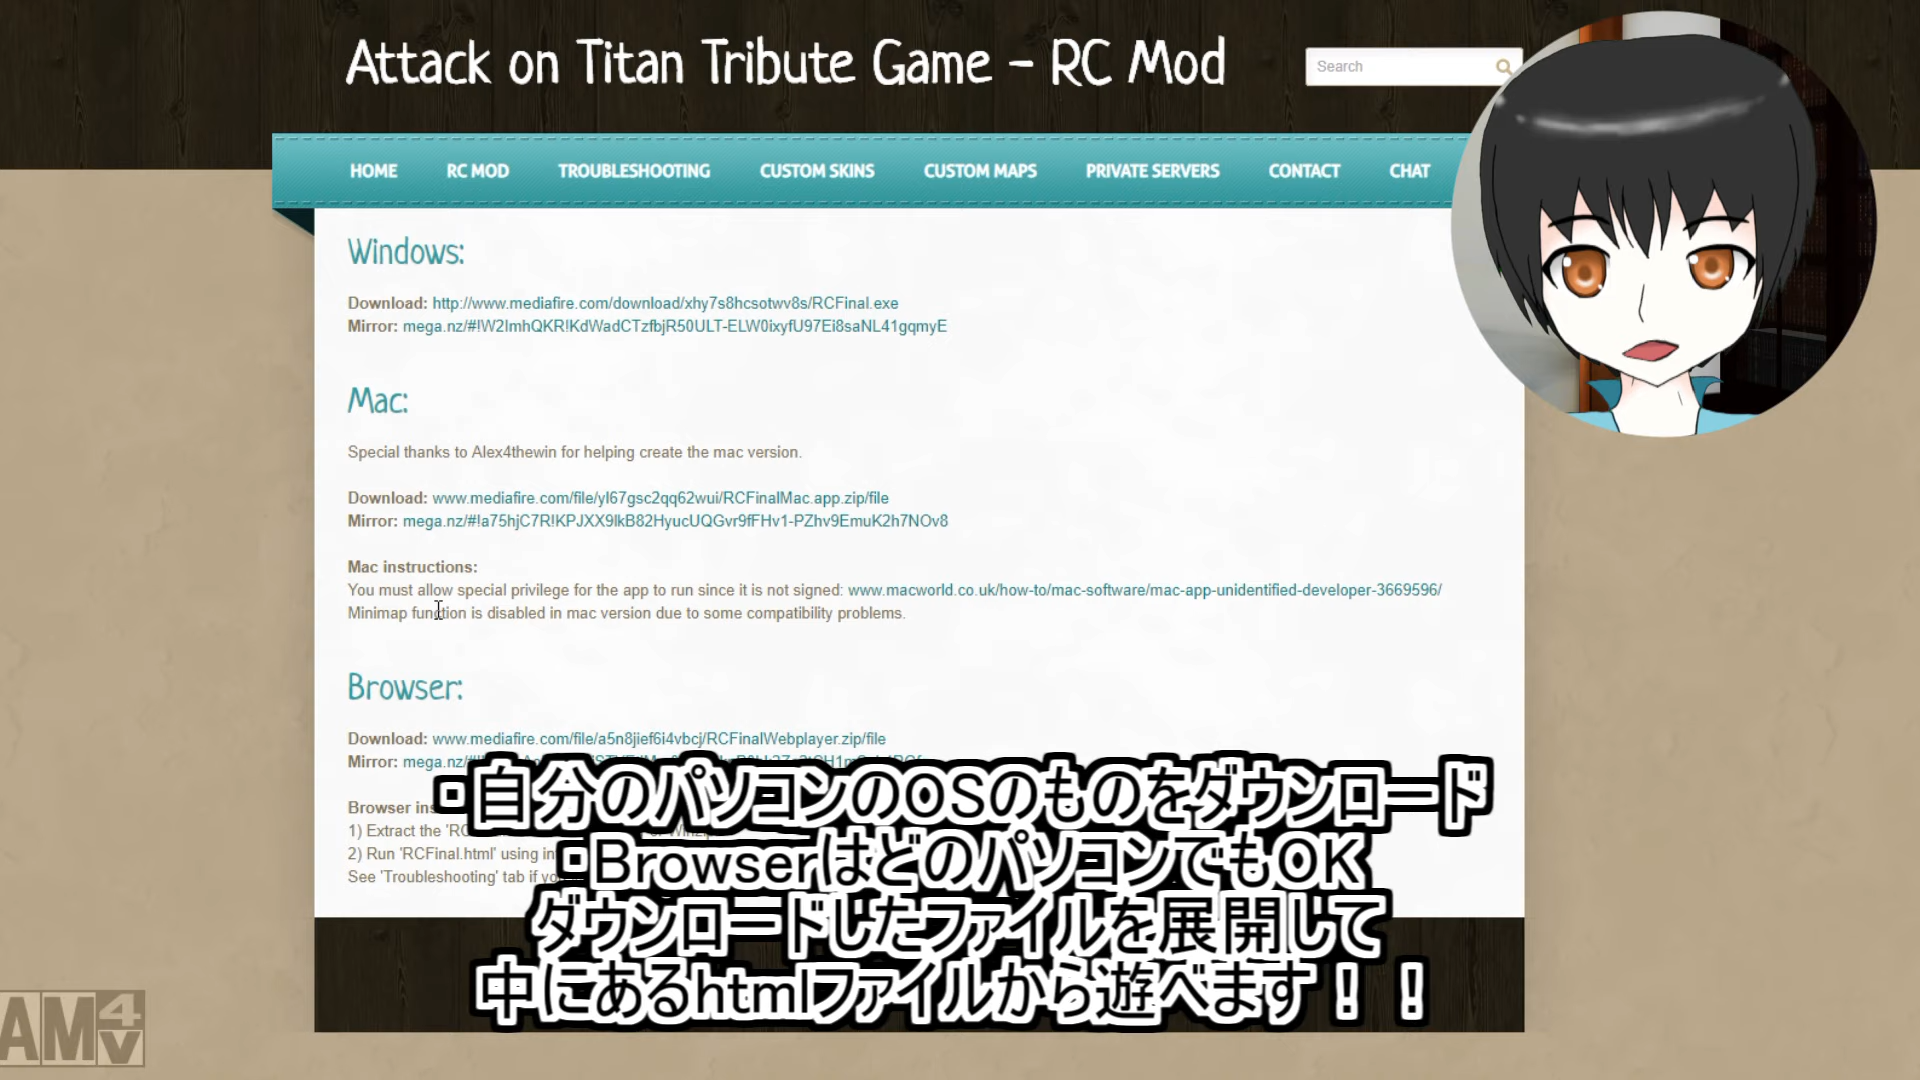 Attack on Titan Tribute Game - RC Mod
Search
HOME RC MOD TROUBLESHOOTING CUSTOM SKINS CUSTOM MAPS PRIVATE SERVERS CONTACT CHAT
Windows:
Download: http://www.mediafire.com/download/xhy7s8hcsotwv8s/RCFinal.exe
Mirror: mega.nz/#!W2ImhQKR!KdWadCTzfbjR50ULT-ELW0ixyfU97Ei8saNL41gqmyE
Mac:
Special thanks to Alex4thewin for helping create the mac version.
Download: www.mediafire.com/file/yl67gsc2qq62wui/RCFinalMac.app.zip/file
Mirror: mega.nz/#!a75hjC7R!KPJXX9lkB82HyucUQGvr9fFHv1-PZhv9EmuK2h7NOv8
Mac instructions:
You must allow special privilege for the app to run since it is not signed: www.macworld.co.uk/how-to/mac-software/mac-app-unidentified-developer-3669596/
Minimap function is disabled in mac version due to some compatibility problems.
Browser:
Download: www.mediafire.com/file/a5n8jief6i4vbcj/RCFinalWebplayer.zip/file
Mirror: mega.nz/
Browser
1) Extract the
2) Run 'RCFinal.html' using
See 'Troubleshooting' tab if
・自分のパソコンのOSのものをダウンロード
・Browserはどのパソコンでもok
ダウンロードしたファイルを展開して
中にあるhtmlファイルから遊べます！！
AM4V